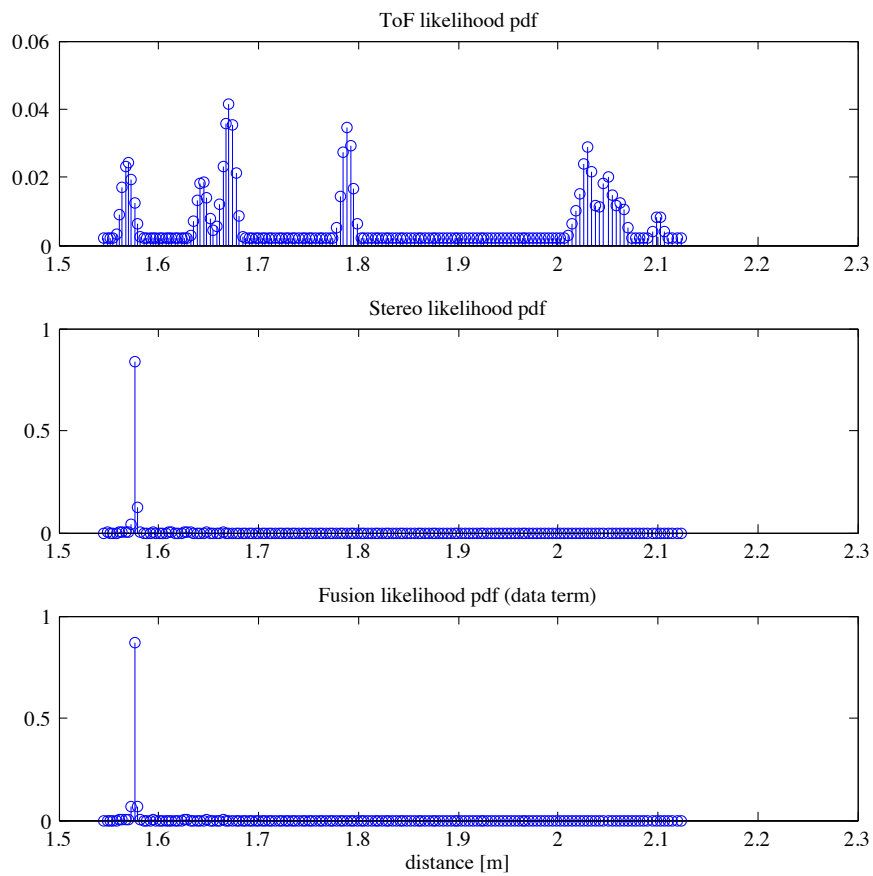 ToF likelihood pdf
0.06
0.04
0.02
0
1.5 1.6 1.7 1.8 1.9 2 2.1 2.2 2.3
Stereo likelihood pdf
1
0.5
0
1.5 1.6 1.7 1.8 1.9 2 2.1 2.2 2.3
Fusion likelihood pdf (data term)
1
0.5
0
1.5 1.6 1.7 1.8 1.9 2 2.1 2.2 2.3
distance [m]